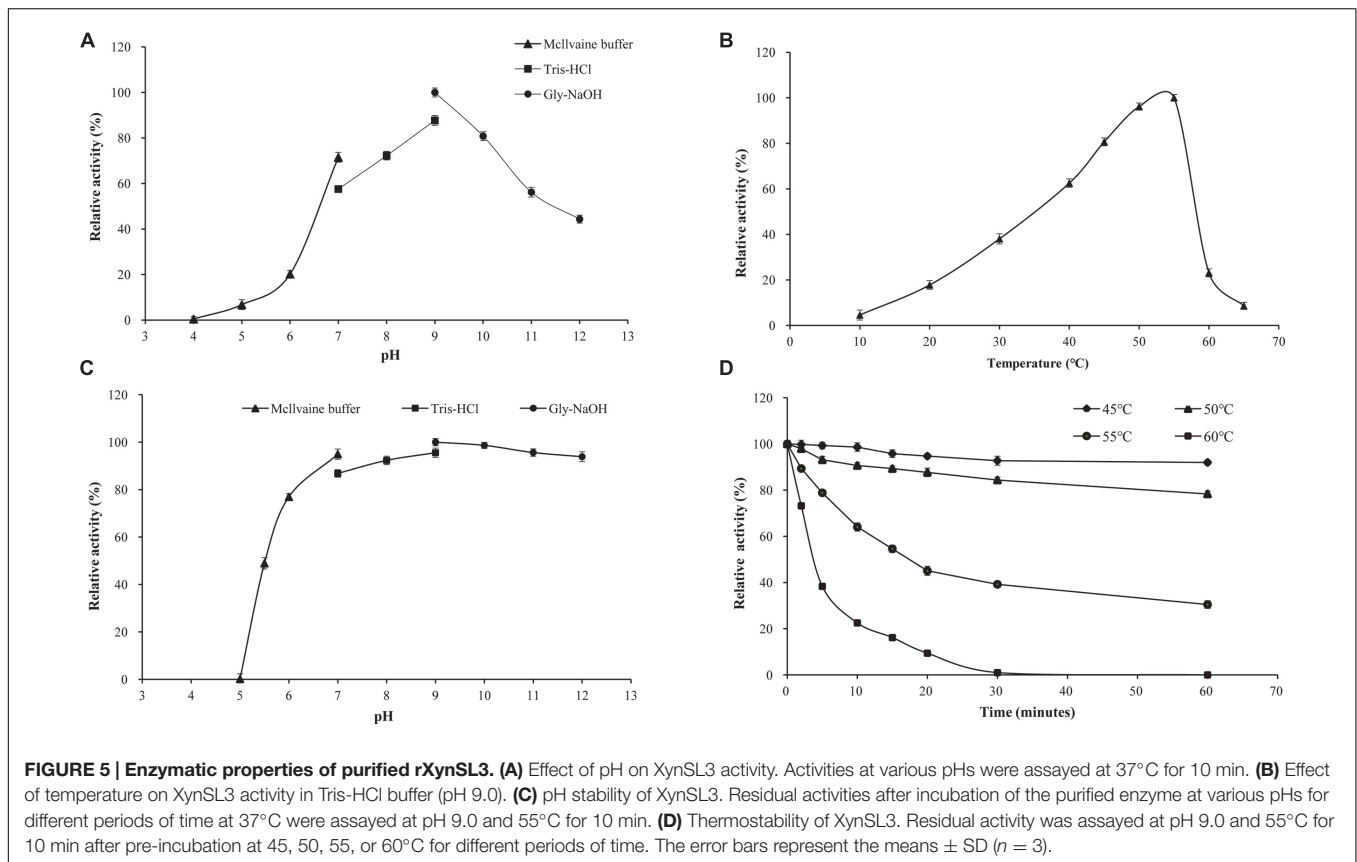 A
120
100
80
60
40
20
0
Relative activity (%)
3 4 5 6 7 8 9 10 11 12 13
pH
McIlvaine buffer
Tris-HCl
Gly-NaOH
B
120
100
80
60
40
20
0
Relative activity (%)
0 10 20 30 40 50 60 70
Temperature (°C)
C
120
100
80
60
40
20
0
Relative activity (%)
3 4 5 6 7 8 9 10 11 12 13
pH
McIlvaine buffer Tris-HCl Gly-NaOH
D
120
100
80
60
40
20
0
Relative activity (%)
0 10 20 30 40 50 60 70
Time (minutes)
45°C 50°C
55°C 60°C
FIGURE 5 | Enzymatic properties of purified rXynSL3. (A) Effect of pH on XynSL3 activity. Activities at various pHs were assayed at 37°C for 10 min. (B) Effect
of temperature on XynSL3 activity in Tris-HCl buffer (pH 9.0). (C) pH stability of XynSL3. Residual activities after incubation of the purified enzyme at various pHs for
different periods of time at 37°C were assayed at pH 9.0 and 55°C for 10 min. (D) Thermostability of XynSL3. Residual activity was assayed at pH 9.0 and 55°C for
10 min after pre-incubation at 45, 50, 55, or 60°C for different periods of time. The error bars represent the means ± SD (n = 3).